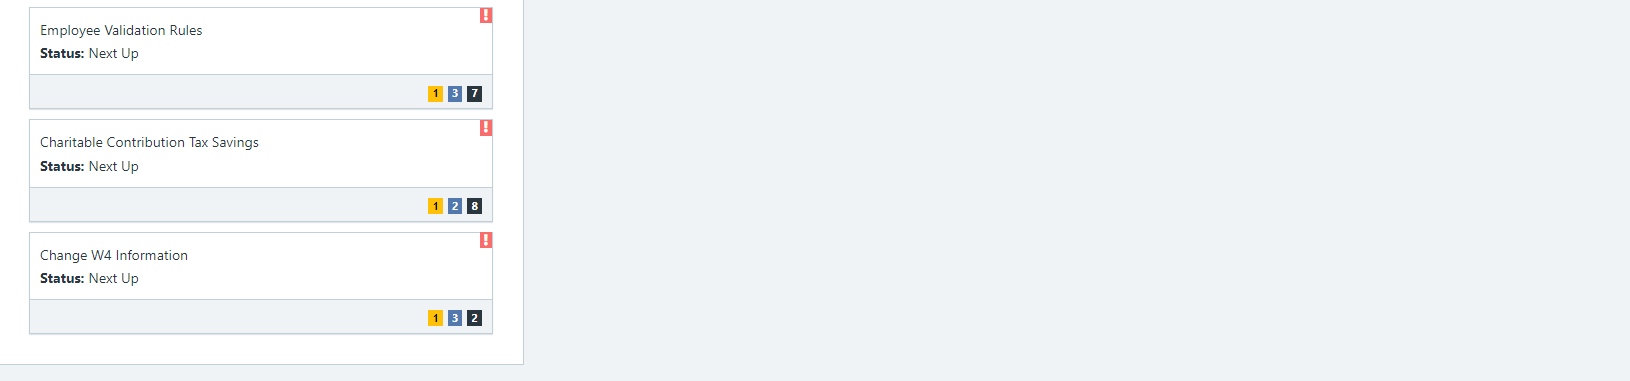 !
Employee Validation Rules
Status: Next Up
1 3 7
!
Charitable Contribution Tax Savings
Status: Next Up
1 2 8
!
Change W4 Information
Status: Next Up
1 3 2